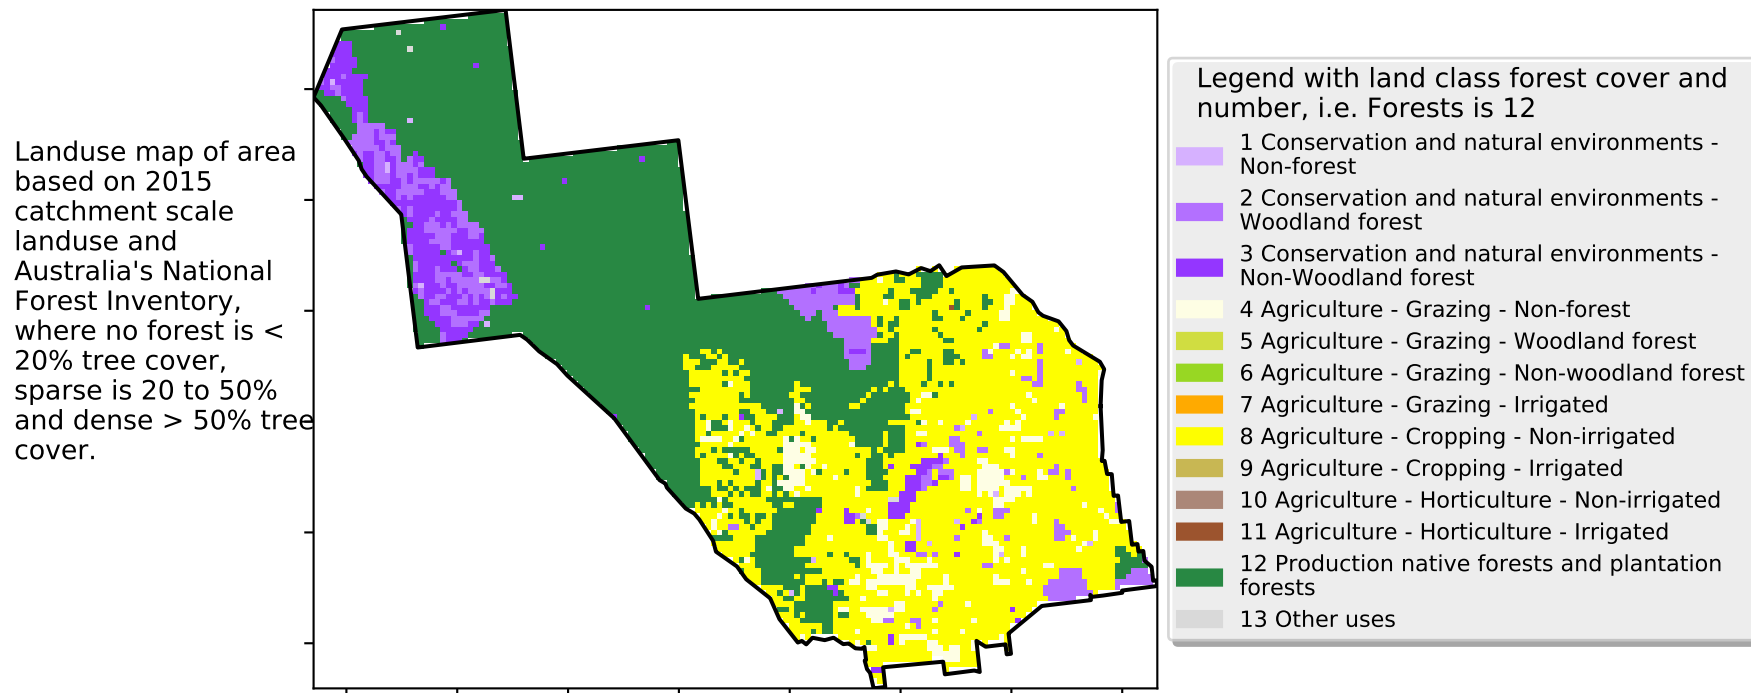 Landuse map of area
based on 2015
catchment scale
landuse and
Australia's National
Forest Inventory,
where no forest is <
20% tree cover,
sparse is 20 to 50%
and dense > 50% tree
cover.
Legend with land class forest cover and
number, i.e. Forests is 12
1 Conservation and natural environments -
Non-forest
2 Conservation and natural environments -
Woodland forest
3 Conservation and natural environments -
Non-Woodland forest
4 Agriculture - Grazing - Non-forest
5 Agriculture - Grazing - Woodland forest
6 Agriculture - Grazing - Non-woodland forest
7 Agriculture - Grazing - Irrigated
8 Agriculture - Cropping - Non-irrigated
9 Agriculture - Cropping - Irrigated
10 Agriculture - Horticulture - Non-irrigated
11 Agriculture - Horticulture - Irrigated
12 Production native forests and plantation
forests
13 Other uses